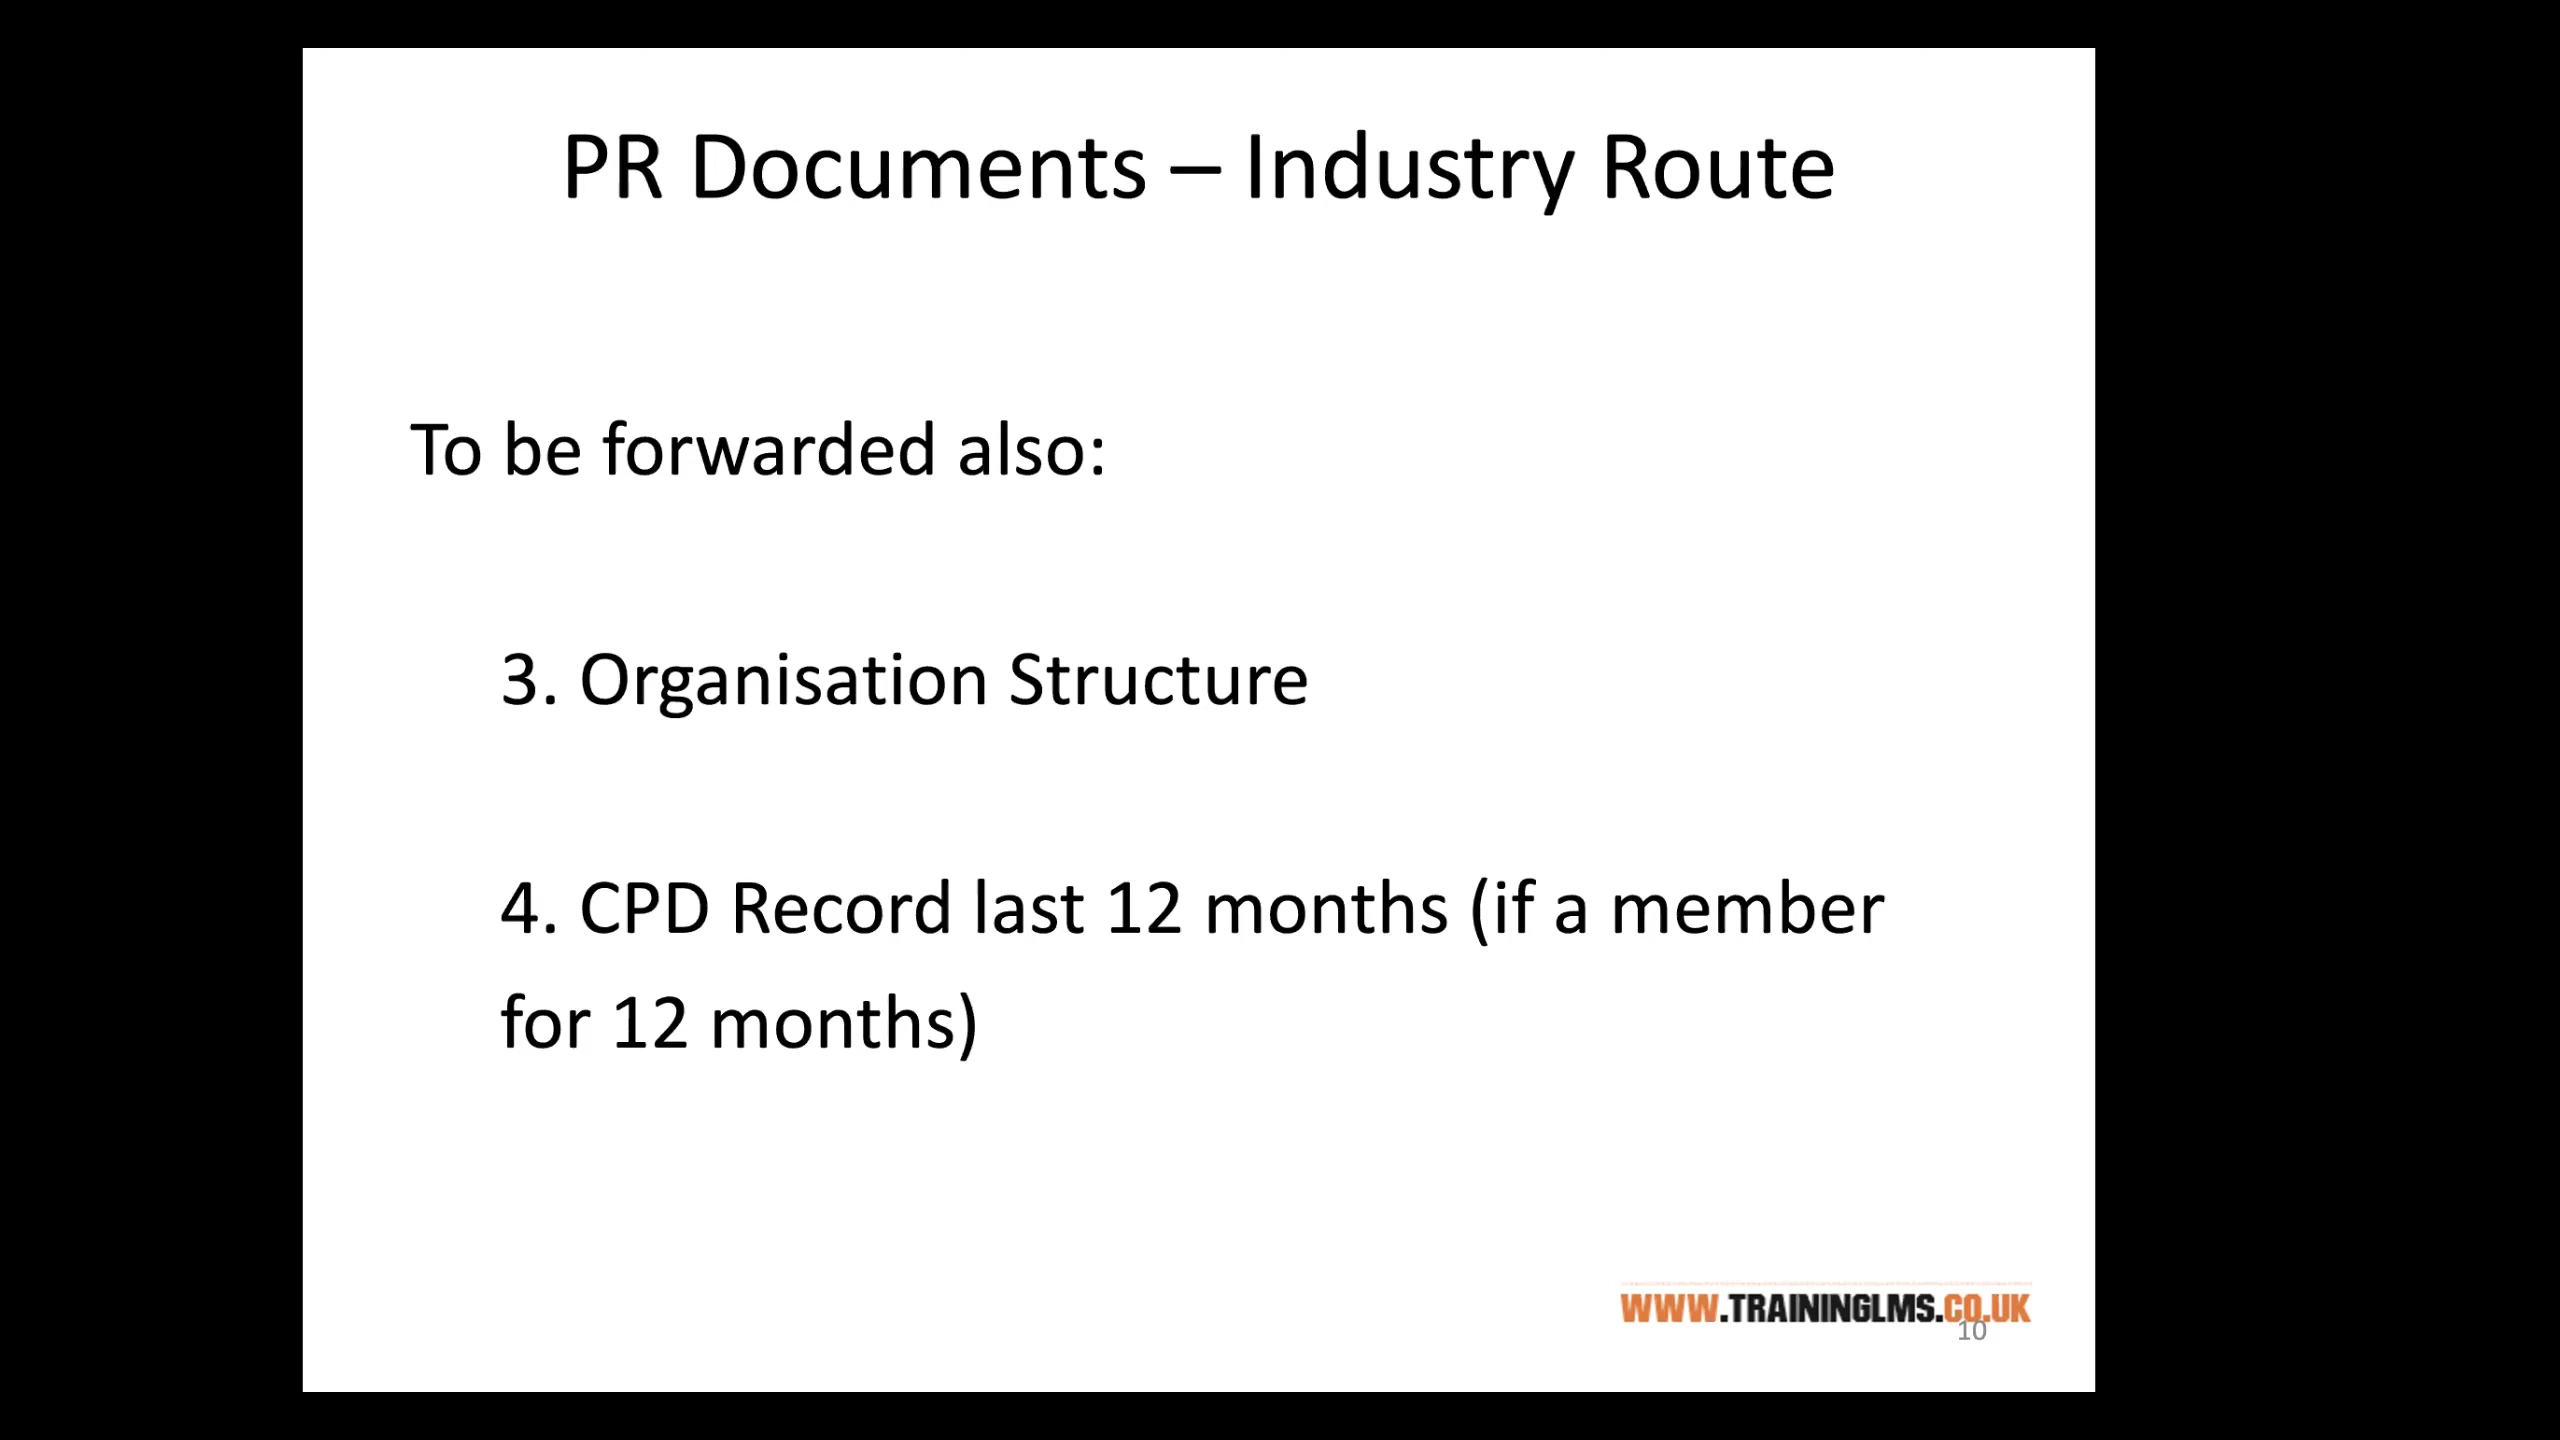 PR Documents – Industry Route
To be forwarded also:
3. Organisation Structure
4. CPD Record last 12 months (if a member
for 12 months)
WWW.TRAININGLMS.CO.UK
10